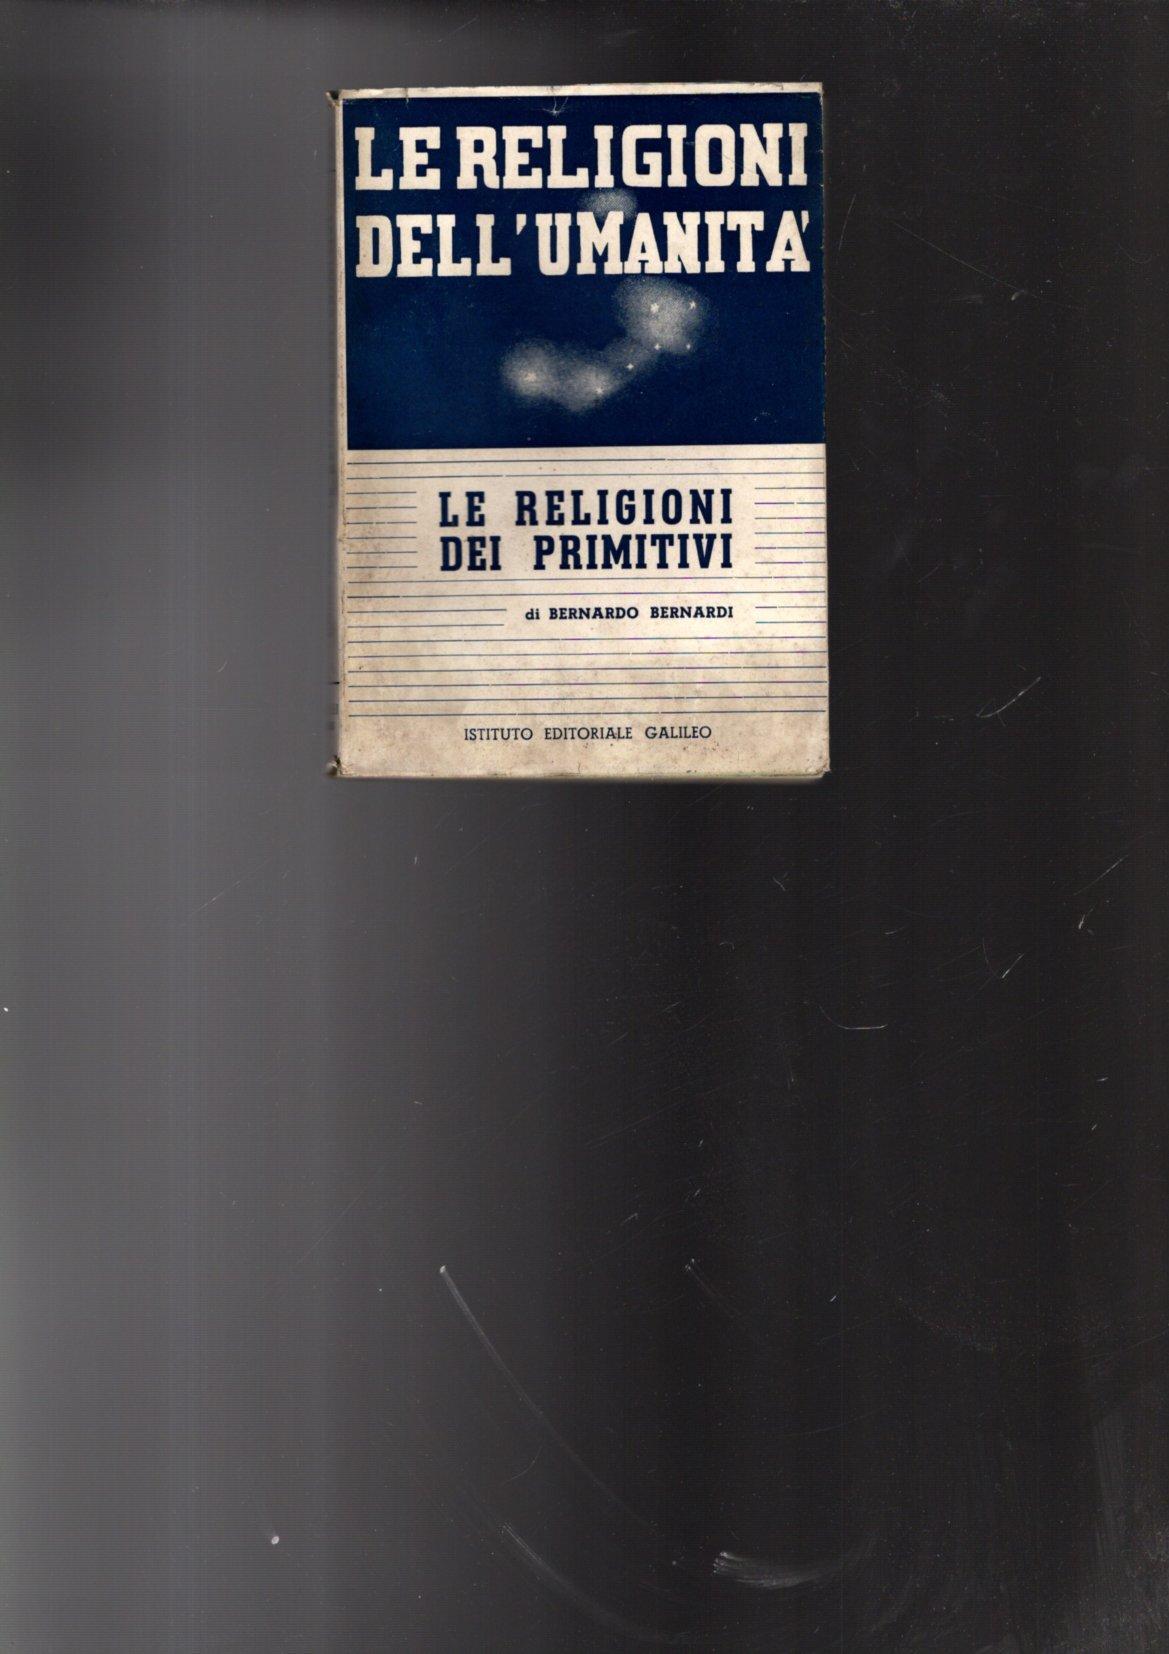 LE RELIGIONI
DELL'UMANITA'
LE RELIGIONI
DEI PRIMITIVI
di BERNARDO BERNARDI
ISTITUTO EDITORIALE GALILEO